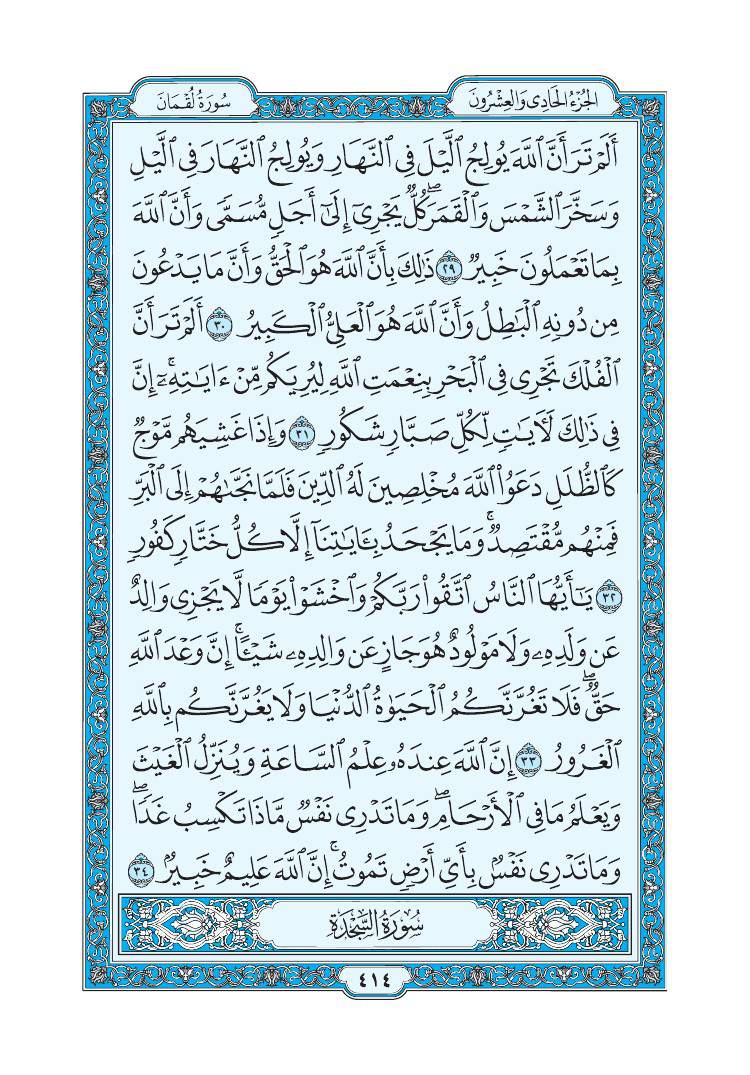 الجُزْءُ الحَادِى وَالعِشْرُونَ
سُورَةُ لُقْمَانَ
أَلَمْ تَرَ أَنَّ ٱللَّهَ يُولِجُ ٱلَّيْلَ فِى ٱلنَّهَارِ وَيُولِجُ ٱلنَّهَارَ فِى ٱلَّيْلِ
وَسَخَّرَ ٱلشَّمْسَ وَٱلْقَمَرَۖ كُلٌّ يَجْرِىٓ إِلَىٰٓ أَجَلٍ مُّسَمًّى وَأَنَّ ٱللَّهَ
بِمَا تَعْمَلُونَ خَبِيرٌ ٢٩ ذَٰلِكَ بِأَنَّ ٱللَّهَ هُوَ ٱلْحَقُّ وَأَنَّ مَا يَدْعُونَ
مِن دُونِهِ ٱلْبَٰطِلُ وَأَنَّ ٱللَّهَ هُوَ ٱلْعَلِىُّ ٱلْكَبِيرُ ٣٠ أَلَمْ تَرَ أَنَّ
ٱلْفُلْكَ تَجْرِى فِى ٱلْبَحْرِ بِنِعْمَتِ ٱللَّهِ لِيُرِيَكُم مِّنْ ءَايَٰتِهِۦٓۚ إِنَّ
فِى ذَٰلِكَ لَءَايَٰتٍ لِّكُلِّ صَبَّارٍ شَكُورٍ ٣١ وَإِذَا غَشِيَهُم مَّوْجٌ
كَٱلظُّلَلِ دَعَوُا۟ ٱللَّهَ مُخْلِصِينَ لَهُ ٱلدِّينَ فَلَمَّا نَجَّىٰهُمْ إِلَى ٱلْبَرِّ
فَمِنْهُم مُّقْتَصِدٌۚ وَمَا يَجْحَدُ بِـَٔايَٰتِنَآ إِلَّا كُلُّ خَتَّارٍ كَفُورٍ
٣٢ يَٰٓأَيُّهَا ٱلنَّاسُ ٱتَّقُوا۟ رَبَّكُمْ وَٱخْشَوْا۟ يَوْمًا لَّا يَجْزِى وَالِدٌ
عَن وَلَدِهِۦ وَلَا مَوْلُودٌ هُوَ جَازٍ عَن وَالِدِهِۦ شَيْـًٔاۚ إِنَّ وَعْدَ ٱللَّهِ
حَقٌّۖ فَلَا تَغُرَّنَّكُمُ ٱلْحَيَوٰةُ ٱلدُّنْيَا وَلَا يَغُرَّنَّكُم بِٱللَّهِ
ٱلْغَرُورُ ٣٣ إِنَّ ٱللَّهَ عِندَهُۥ عِلْمُ ٱلسَّاعَةِ وَيُنَزِّلُ ٱلْغَيْثَ
وَيَعْلَمُ مَا فِى ٱلْأَرْحَامِۖ وَمَا تَدْرِى نَفْسٌ مَّاذَا تَكْسِبُ غَدًاۖ
وَمَا تَدْرِى نَفْسٌۢ بِأَىِّ أَرْضٍ تَمُوتُۚ إِنَّ ٱللَّهَ عَلِيمٌ خَبِيرٌۢ ٣٤
سُورَةُ السَّجْدَةِ
٤١٤